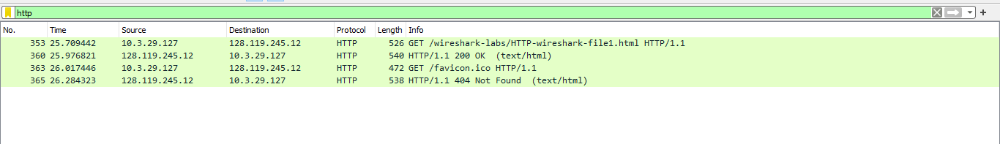 http
No. Time Source Destination Protocol Length Info
353 25.709442 10.3.29.127 128.119.245.12 HTTP 526 GET /wireshark-labs/HTTP-wireshark-file1.html HTTP/1.1
360 25.976821 128.119.245.12 10.3.29.127 HTTP 540 HTTP/1.1 200 OK (text/html)
363 26.017446 10.3.29.127 128.119.245.12 HTTP 472 GET /favicon.ico HTTP/1.1
365 26.284323 128.119.245.12 10.3.29.127 HTTP 538 HTTP/1.1 404 Not Found (text/html)